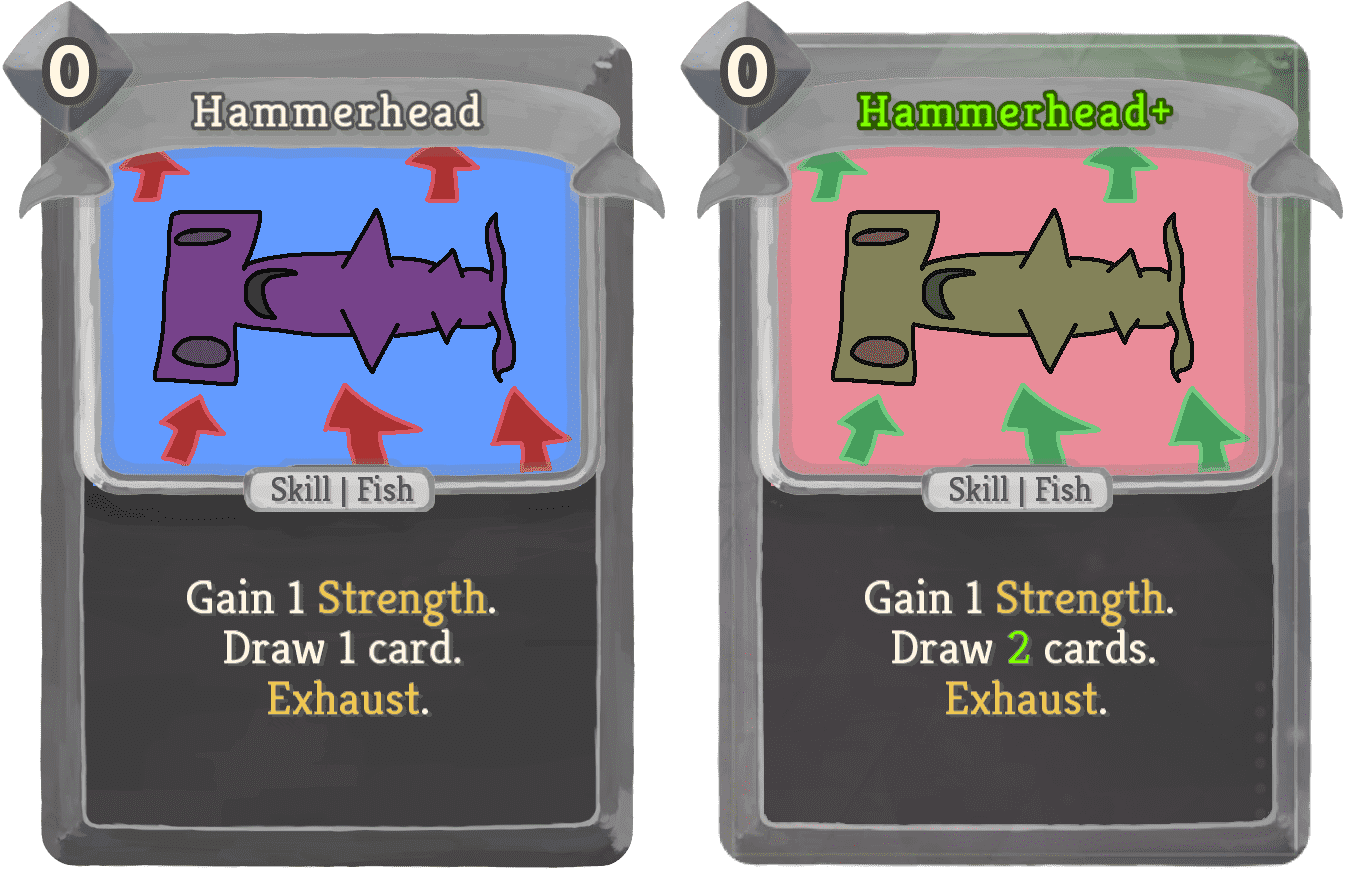 0
Hammerhead
Skill | Fish
Gain 1 Strength.
Draw 1 card.
Exhaust.
0
Hammerhead+
Skill | Fish
Gain 1 Strength.
Draw 2 cards.
Exhaust.